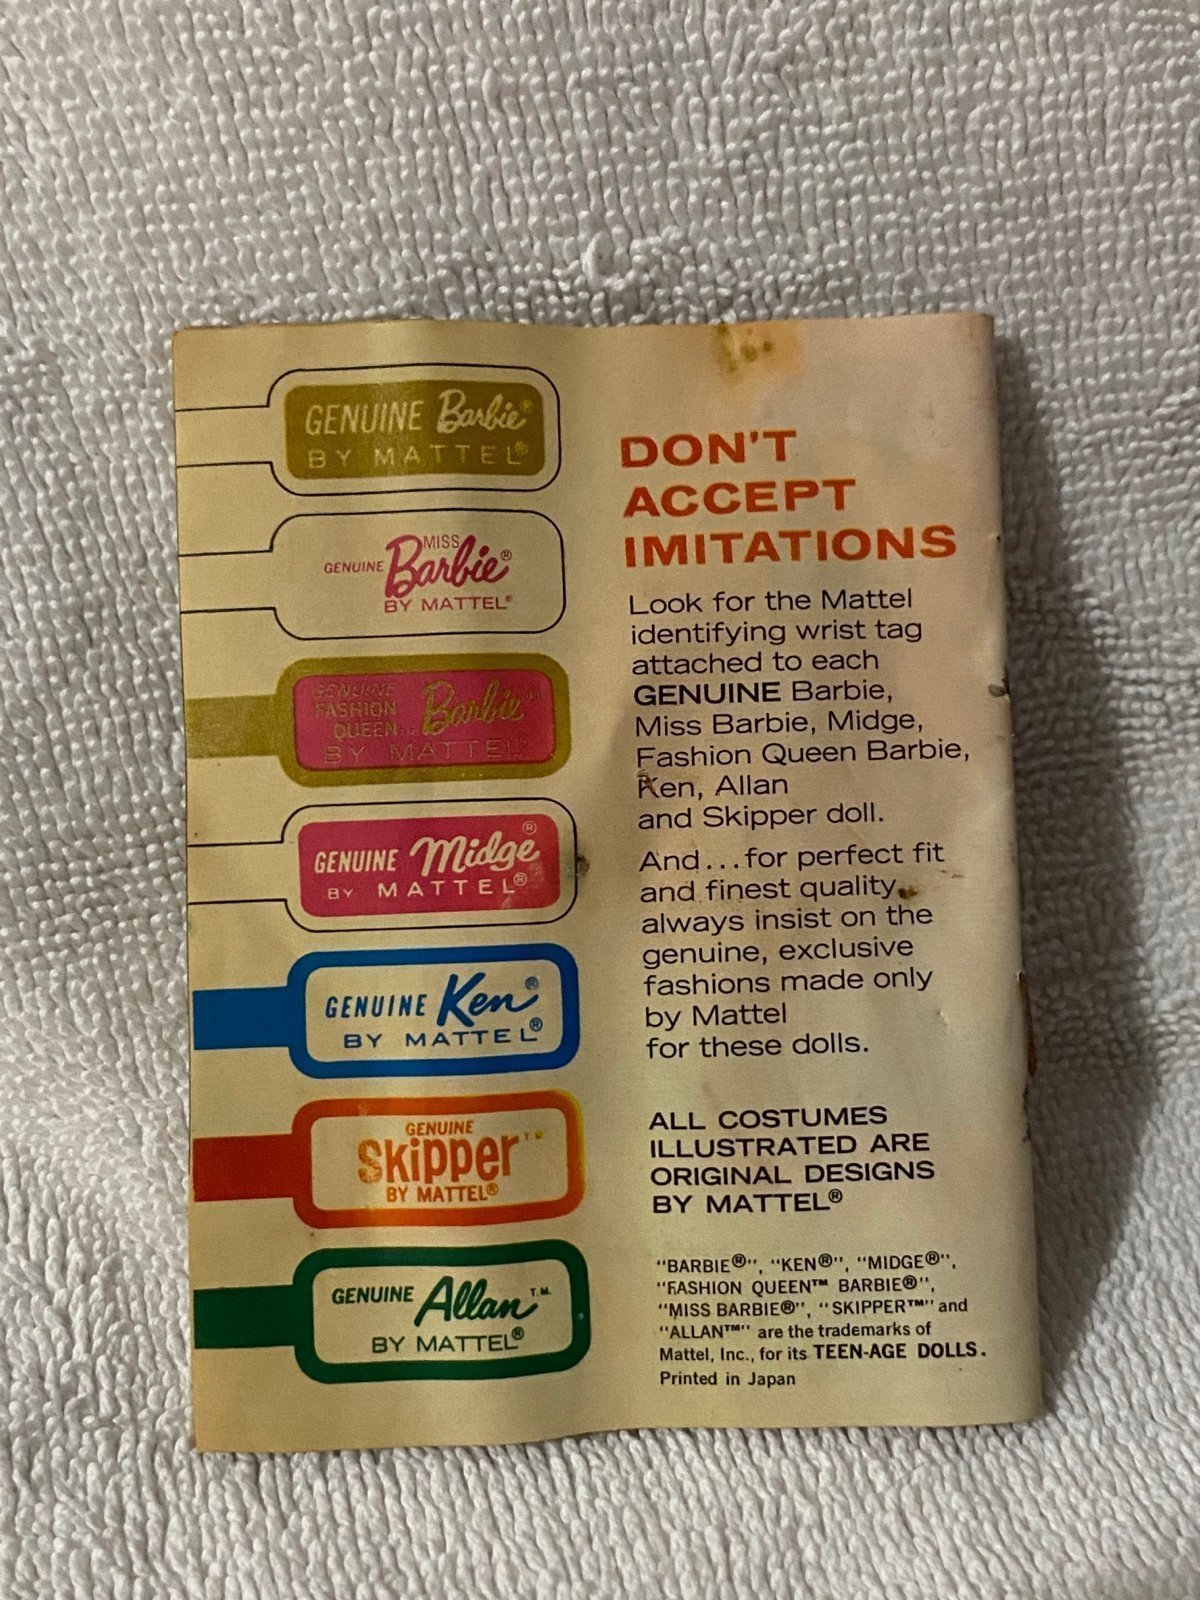 GENUINE Barbie®
BY MATTEL®
MISS
GENUINE Barbie®
BY MATTEL®
GENUINE
FASHION
QUEEN™ Barbie®
BY MATTEL®
GENUINE Midge®
BY MATTEL®
GENUINE Ken®
BY MATTEL®
GENUINE
Skipper™
BY MATTEL®
GENUINE Allan T.M.
BY MATTEL®
DON'T
ACCEPT
IMITATIONS
Look for the Mattel
identifying wrist tag
attached to each
GENUINE Barbie,
Miss Barbie, Midge,
Fashion Queen Barbie,
Ken, Allan
and Skipper doll.
And...for perfect fit
and finest quality
always insist on the
genuine, exclusive
fashions made only
by Mattel
for these dolls.
ALL COSTUMES
ILLUSTRATED ARE
ORIGINAL DESIGNS
BY MATTEL®
"BARBIE®", "KEN®", "MIDGE®",
"FASHION QUEEN™ BARBIE®",
"MISS BARBIE®", "SKIPPER™" and
"ALLAN™" are the trademarks of
Mattel, Inc., for its TEEN-AGE DOLLS.
Printed in Japan